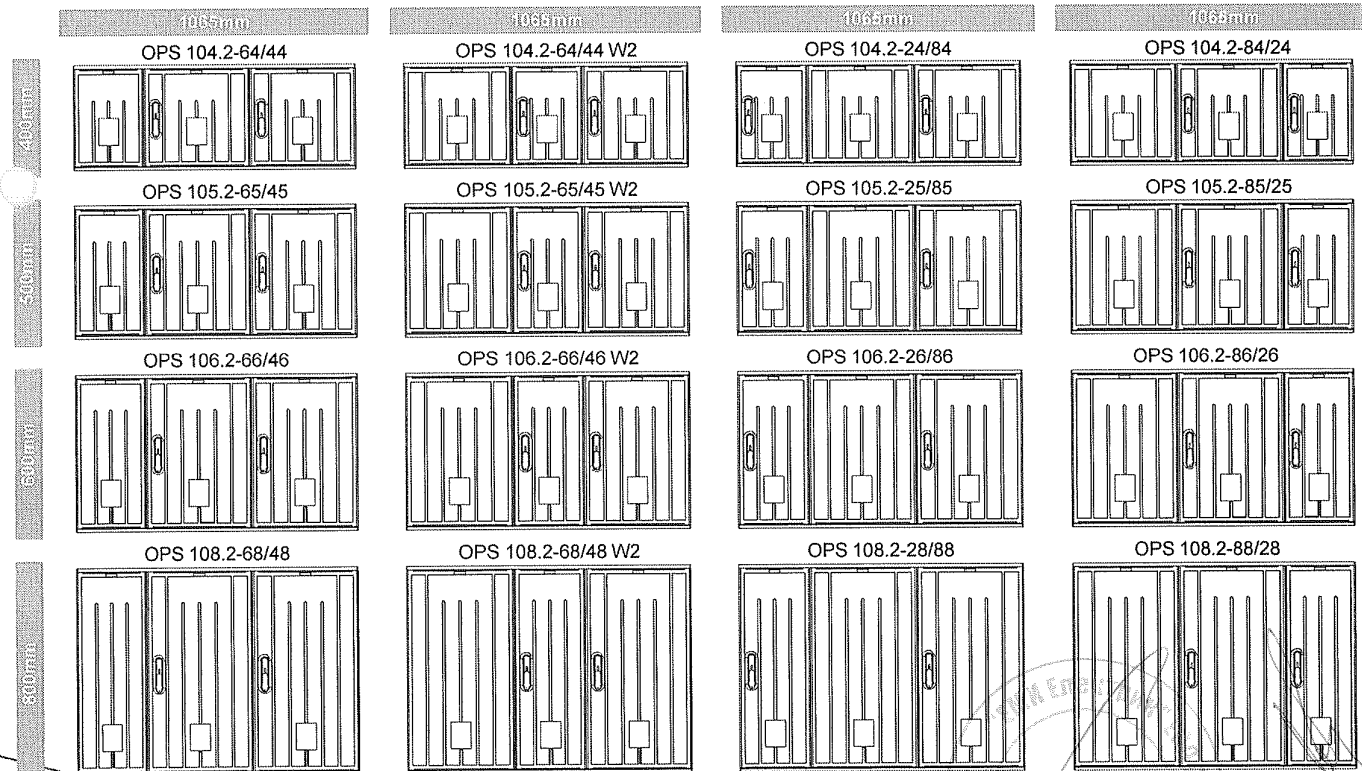 1065mm 1065mm 1065mm 1065mm
OPS 104.2-64/44 OPS 104.2-64/44 W2 OPS 104.2-24/84 OPS 104.2-84/24
400mm
OPS 105.2-65/45 OPS 105.2-65/45 W2 OPS 105.2-25/85 OPS 105.2-85/25
500mm
OPS 106.2-66/46 OPS 106.2-66/46 W2 OPS 106.2-26/86 OPS 106.2-86/26
OPS 108.2-68/48 OPS 108.2-68/48 W2 OPS 108.2-28/88 OPS 108.2-88/28